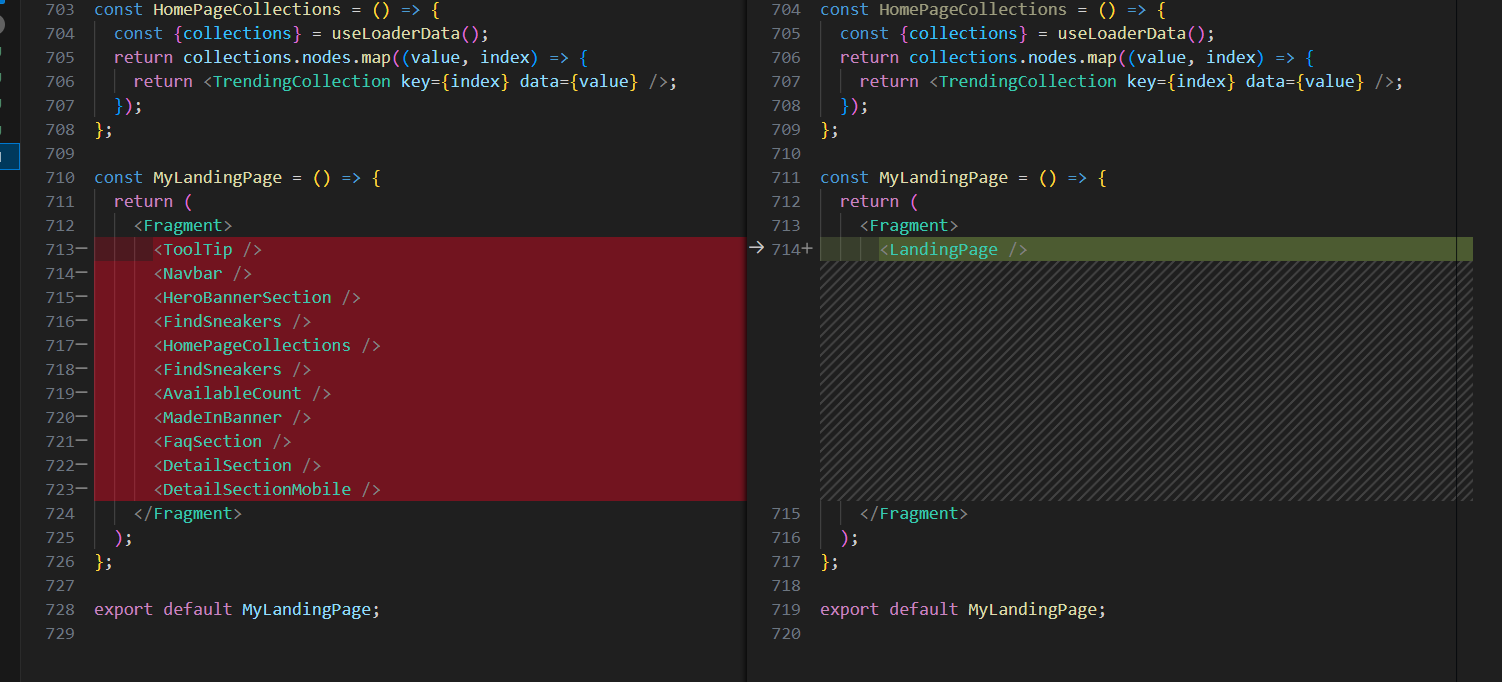 703 const HomePageCollections = () => {
704   const {collections} = useLoaderData();
705   return collections.nodes.map((value, index) => {
706     return <TrendingCollection key={index} data={value} />;
707   });
708 };
709
710 const MyLandingPage = () => {
711   return (
712     <Fragment>
713−       <ToolTip />
714−       <Navbar />
715−       <HeroBannerSection />
716−       <FindSneakers />
717−       <HomePageCollections />
718−       <FindSneakers />
719−       <AvailableCount />
720−       <MadeInBanner />
721−       <FaqSection />
722−       <DetailSection />
723−       <DetailSectionMobile />
724     </Fragment>
725   );
726 };
727
728 export default MyLandingPage;
729
704 const HomePageCollections = () => {
705   const {collections} = useLoaderData();
706   return collections.nodes.map((value, index) => {
707     return <TrendingCollection key={index} data={value} />;
708   });
709 };
710
711 const MyLandingPage = () => {
712   return (
713     <Fragment>
→ 714+       <LandingPage />
715     </Fragment>
716   );
717 };
718
719 export default MyLandingPage;
720